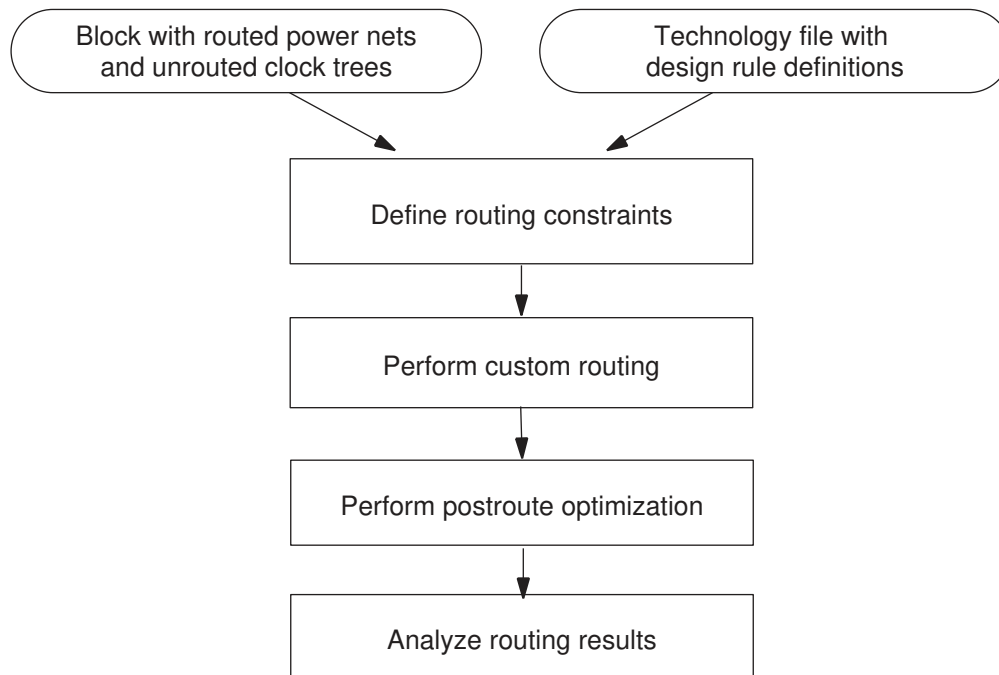 Block with routed power nets
and unrouted clock trees
Technology file with
design rule definitions
Define routing constraints
Perform custom routing
Perform postroute optimization
Analyze routing results